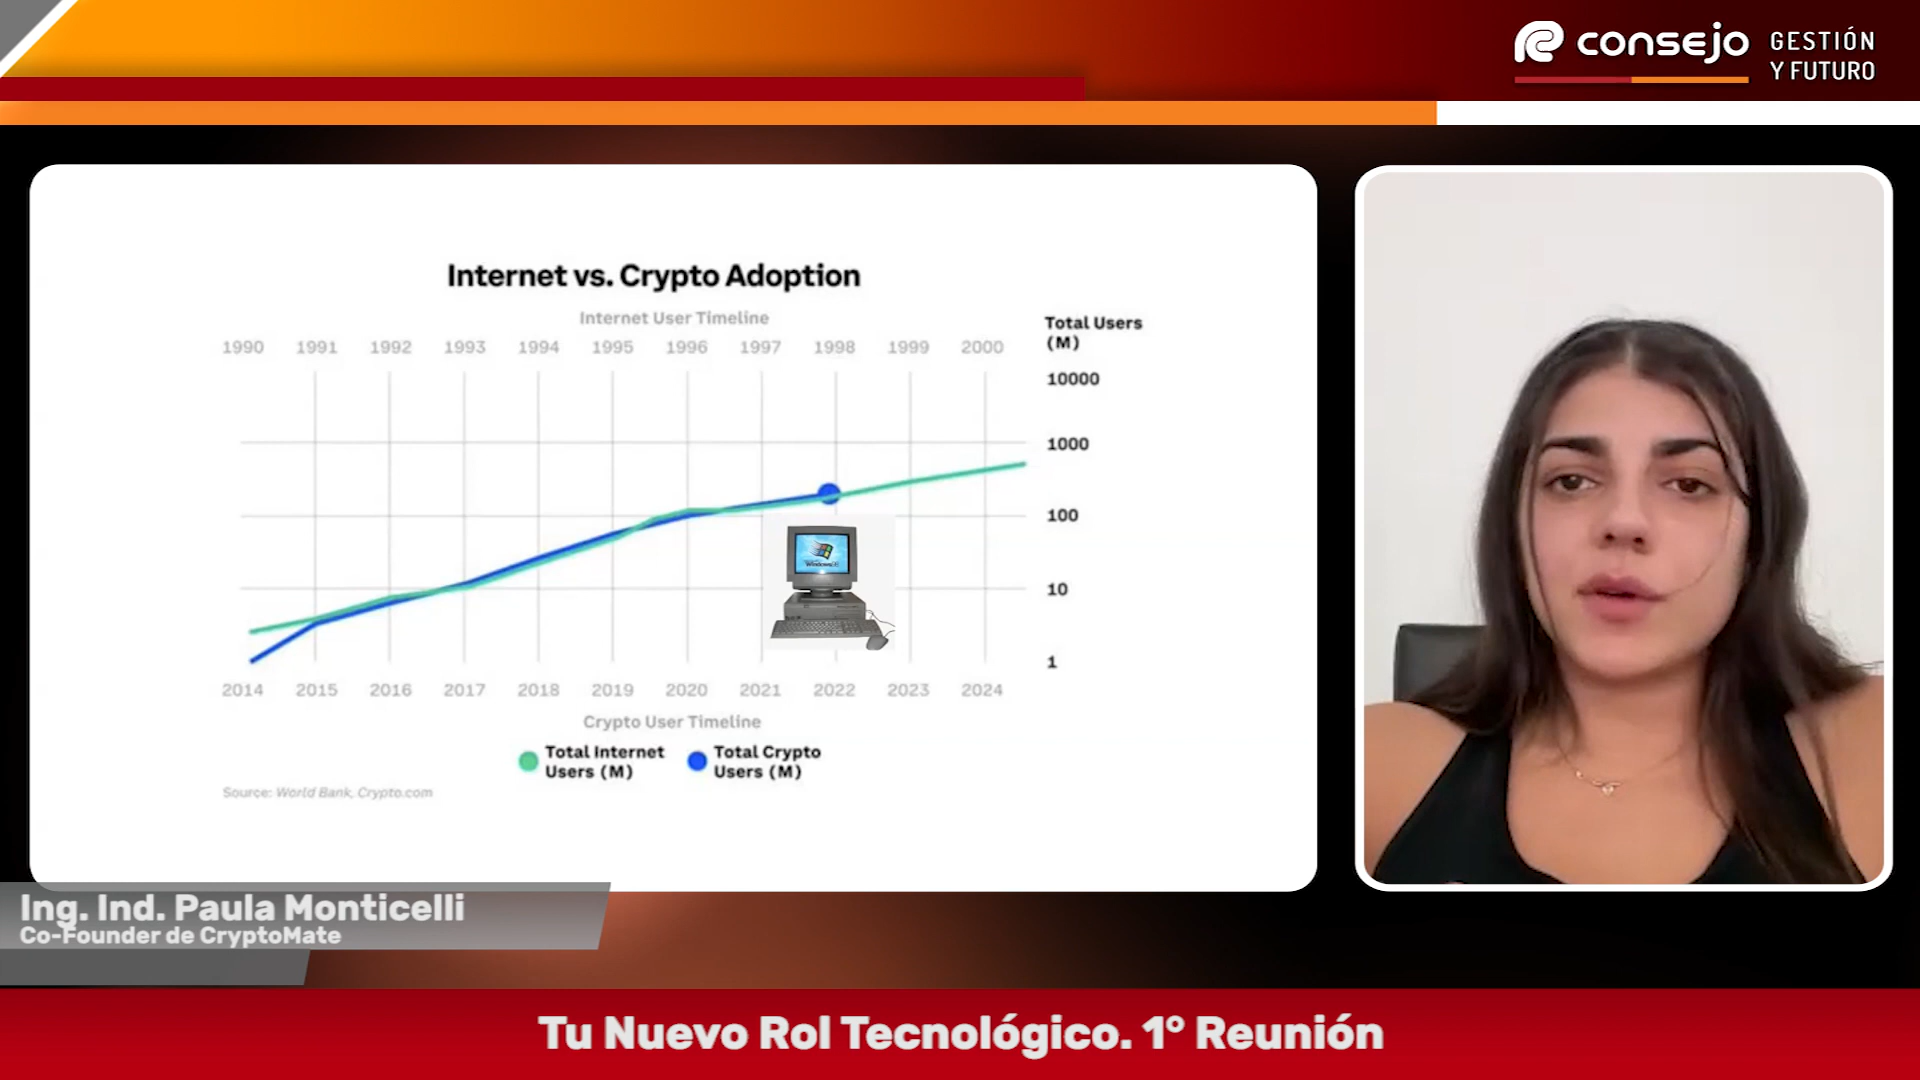 consejo
GESTIÓN
Y FUTURO
Internet vs. Crypto Adoption
Internet User Timeline
1990 1991 1992 1993 1994 1995 1996 1997 1998 1999 2000
Total Users
(M)
10000
1000
100
10
1
2014 2015 2016 2017 2018 2019 2020 2021 2022 2023 2024
Crypto User Timeline
Total Internet
Users (M)
Total Crypto
Users (M)
Source: World Bank, Crypto.com
Ing. Ind. Paula Monticelli
Co-Founder de CryptoMate
Tu Nuevo Rol Tecnológico. 1° Reunión